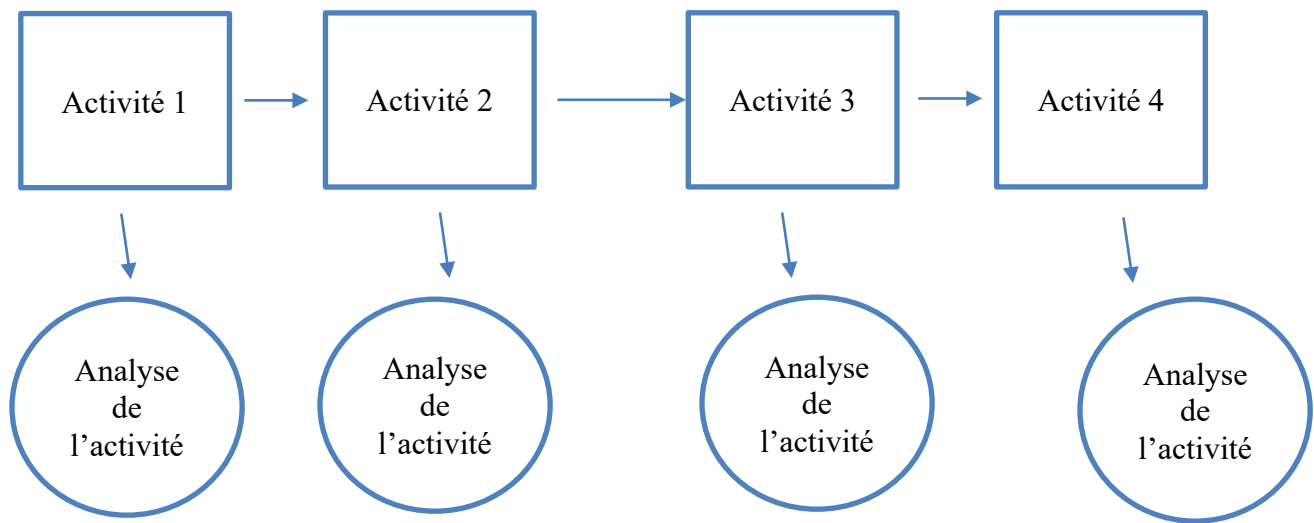 Activité 1
Activité 2
Activité 3
Activité 4
Analyse
de
l’activité
Analyse
de
l’activité
Analyse
de
l’activité
Analyse
de
l’activité